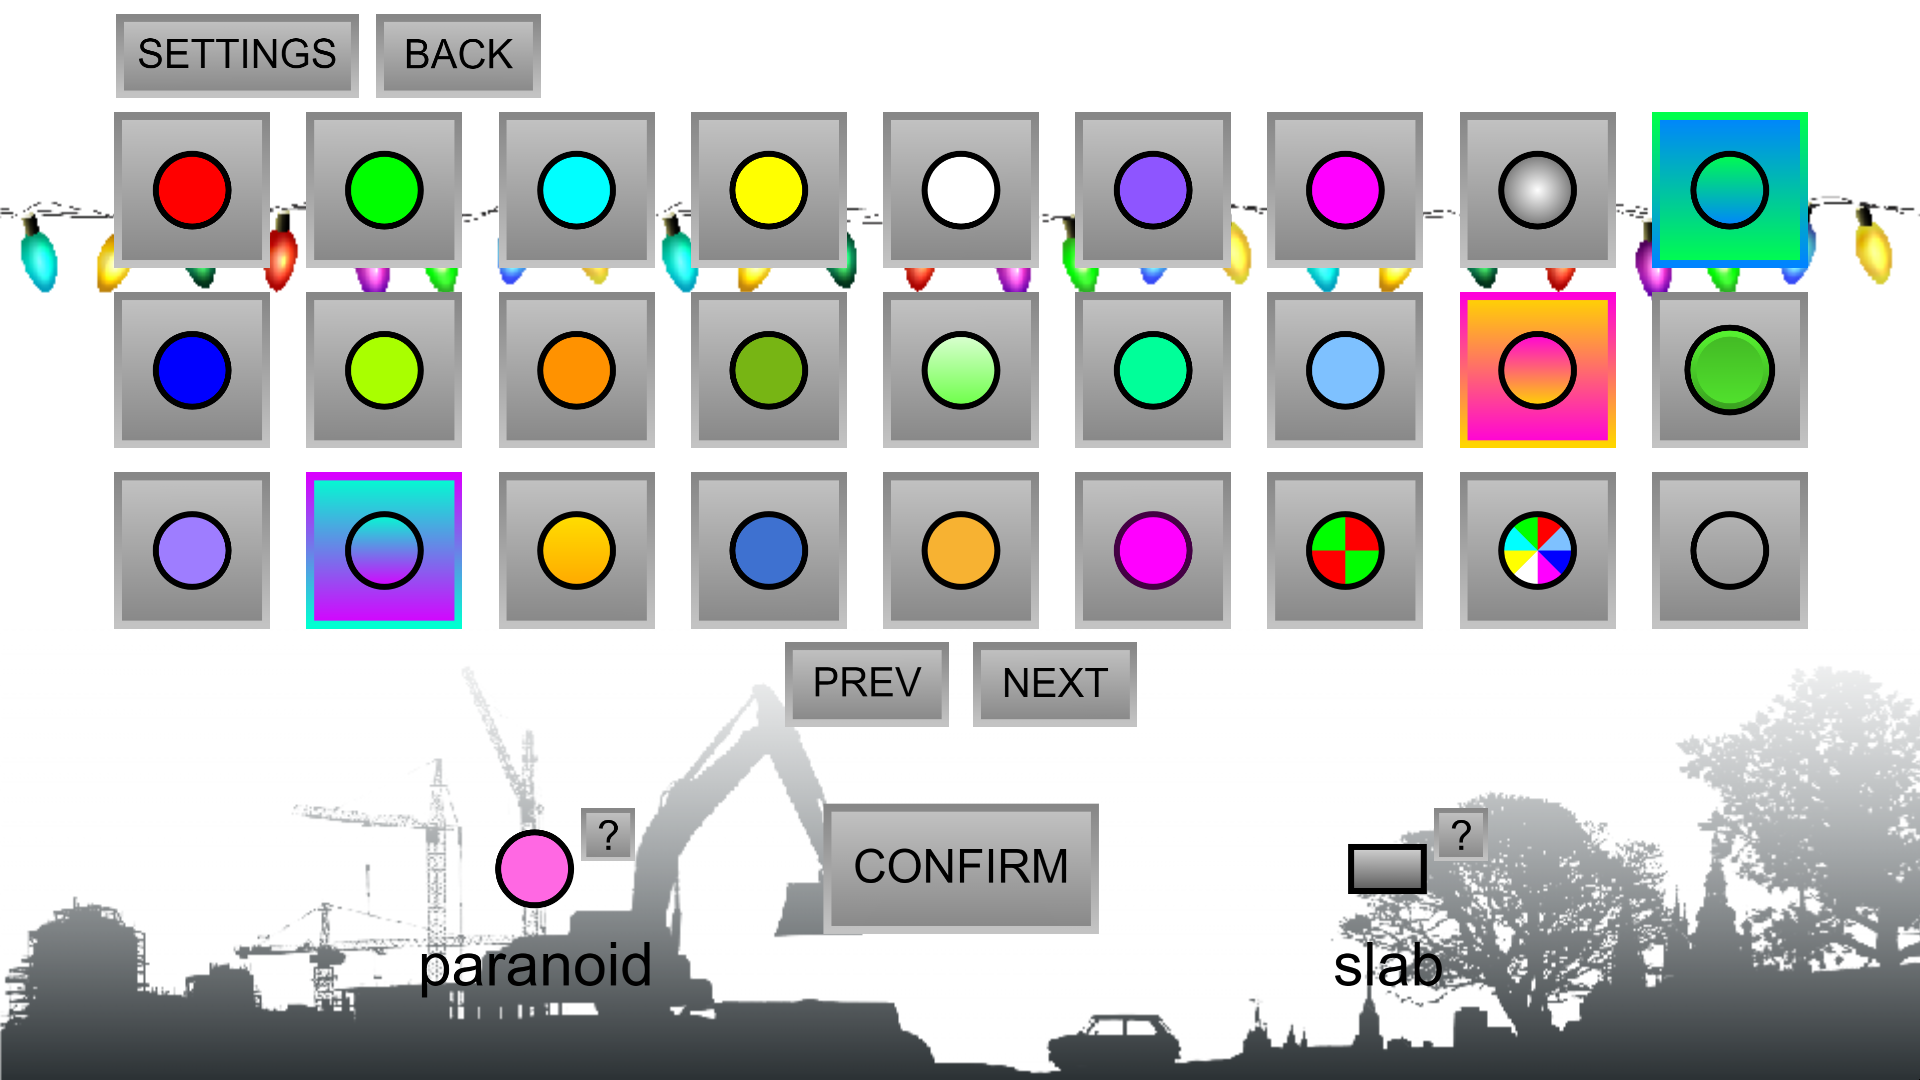 SETTINGS BACK
PREV NEXT
? ?
CONFIRM
paranoid slab